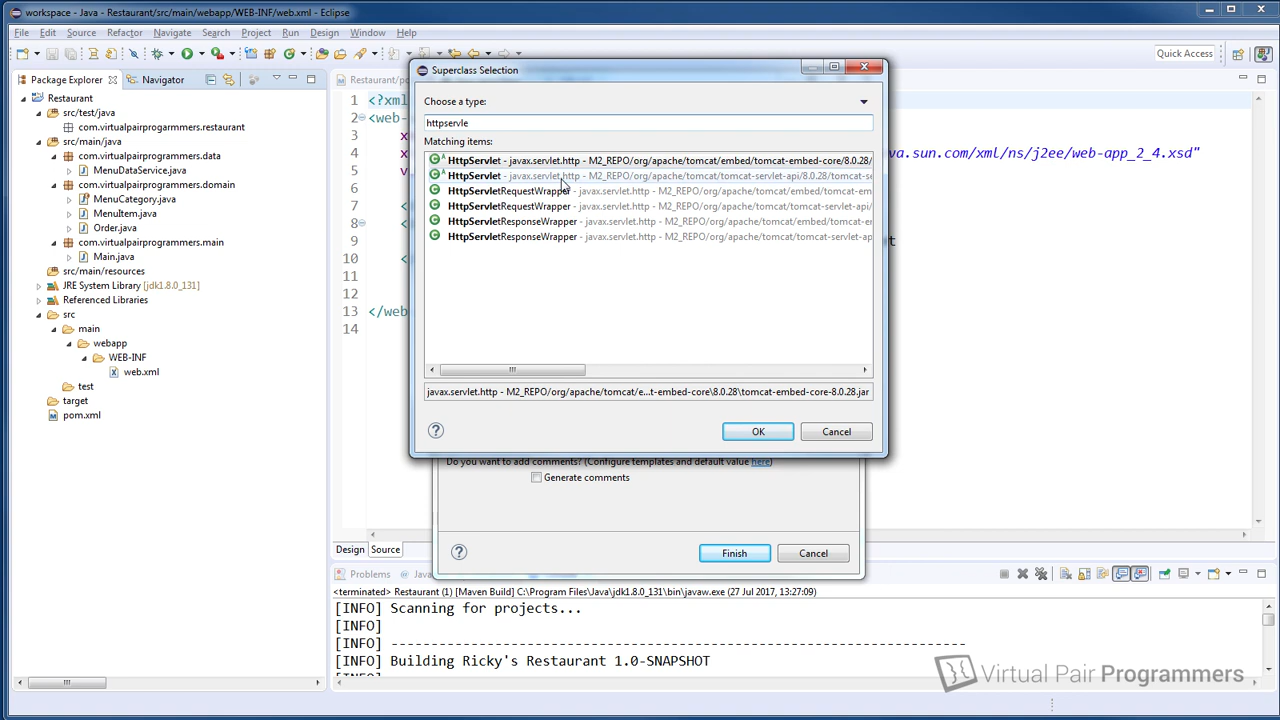 workspace - Java - Restaurant/src/main/webapp/WEB-INF/web.xml - Eclipse
File Edit Source Refactor Navigate Search Project Run Design Window Help
Quick Access
Package Explorer
Navigator
Restaurant
src/test/java
com.virtualpairprogarmmers.restaurant
src/main/java
com.virtualpairprogrammers.data
MenuDataService.java
com.virtualpairprogrammers.domain
MenuCategory.java
MenuItem.java
Order.java
com.virtualpairprogrammers.main
Main.java
src/main/resources
JRE System Library [jdk1.8.0_131]
Referenced Libraries
src
main
webapp
WEB-INF
web.xml
test
target
pom.xml
Restaurant/po
1 <?xml
2 <web-
3 x
4 x va.sun.com/xml/ns/j2ee/web-app_2_4.xsd"
5 v
6
7 <
8 <
9 t
10 <
11
12
13 </web
14
Superclass Selection
Choose a type:
httpservle
Matching items:
HttpServlet - javax.servlet.http - M2_REPO/org/apache/tomcat/embed/tomcat-embed-core/8.0.28/
HttpServlet - javax.servlet.http - M2_REPO/org/apache/tomcat/tomcat-servlet-api/8.0.28/tomcat-se
HttpServletRequestWrapper - javax.servlet.http - M2_REPO/org/apache/tomcat/embed/tomcat-em
HttpServletRequestWrapper - javax.servlet.http - M2_REPO/org/apache/tomcat/tomcat-servlet-api/
HttpServletResponseWrapper - javax.servlet.http - M2_REPO/org/apache/tomcat/embed/tomcat-e
HttpServletResponseWrapper - javax.servlet.http - M2_REPO/org/apache/tomcat/tomcat-servlet-ap
javax.servlet.http - M2_REPO/org/apache/tomcat/e...t-embed-core\8.0.28\tomcat-embed-core-8.0.28.jar
OK
Cancel
Do you want to add comments? (Configure templates and default value here)
Generate comments
Finish
Cancel
Design Source
Problems
Jav
<terminated> Restaurant (1) [Maven Build] C:\Program Files\Java\jdk1.8.0_131\bin\javaw.exe (27 Jul 2017, 13:27:09)
[INFO] Scanning for projects...
[INFO]
[INFO] ------------------------------------------------------------------------
[INFO] Building Ricky's Restaurant 1.0-SNAPSHOT
Virtual Pair Programmers